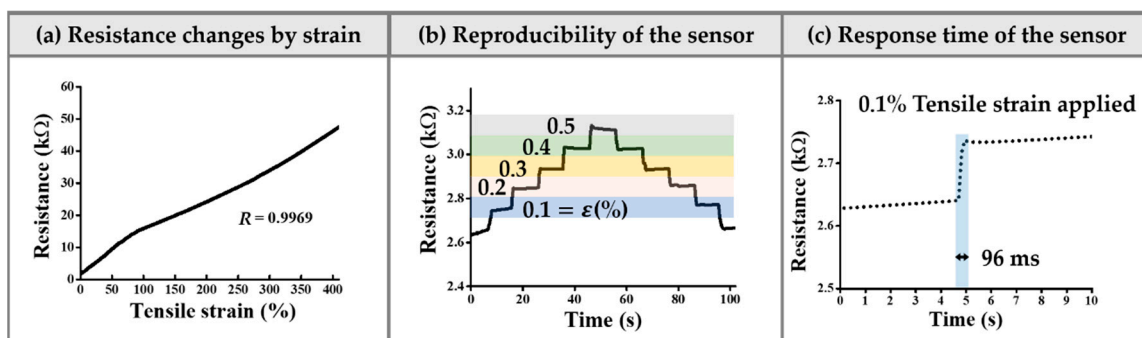 (a) Resistance changes by strain
Resistance (kΩ)
60
50
40
30
20
10
0
R = 0.9969
0 50 100 150 200 250 300 350 400
Tensile strain (%)
(b) Reproducibility of the sensor
Resistance (kΩ)
3.2
3.0
2.8
2.6
2.4
0.5
0.4
0.3
0.2
0.1 = ε(%)
0 20 40 60 80 100
Time (s)
(c) Response time of the sensor
Resistance (kΩ)
2.8
2.7
2.6
2.5
0.1% Tensile strain applied
96 ms
0 1 2 3 4 5 6 7 8 9 10
Time (s)